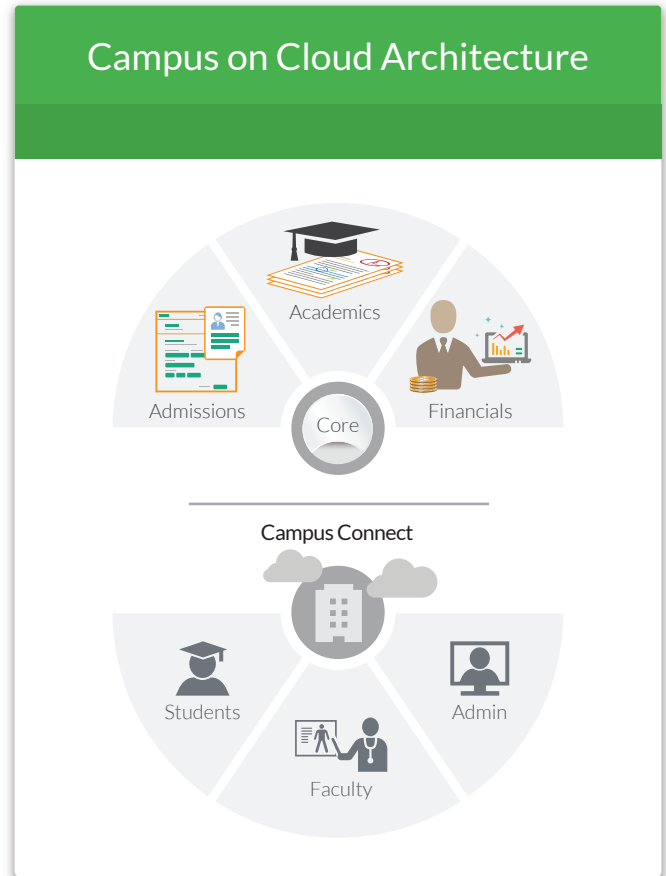 Campus on Cloud Architecture
Academics
Admissions
Financials
Core
Campus Connect
Students
Admin
Faculty